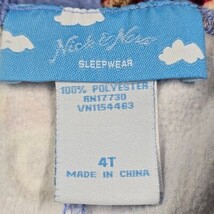 Nick & Nora
SLEEPWEAR
100% POLYESTER
RN17730
VN1154463
4T
MADE IN CHINA